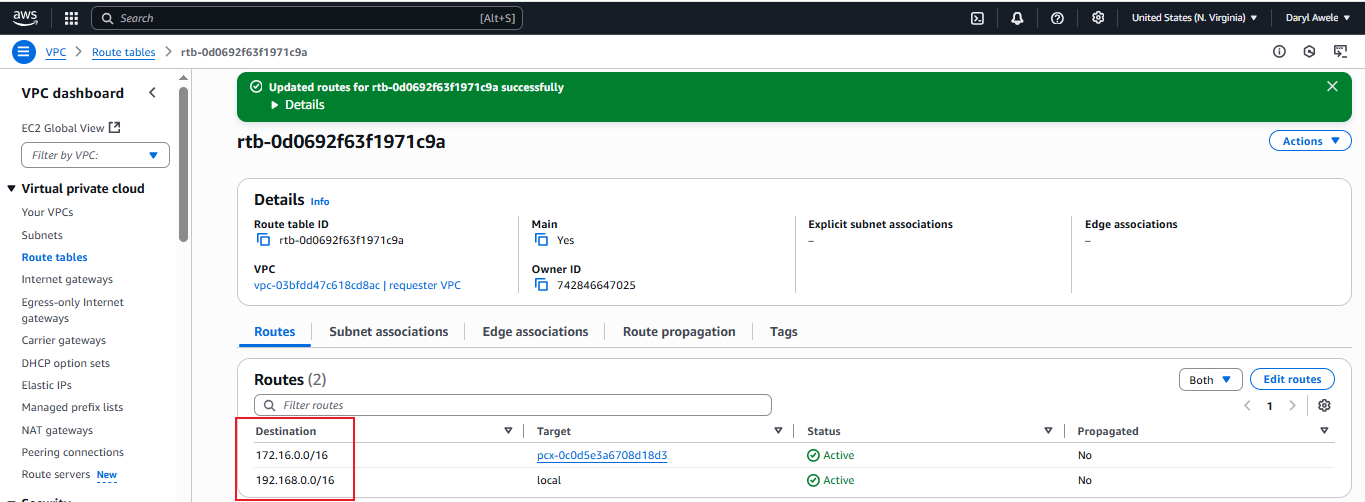 aws Search [Alt+S] United States (N. Virginia) Daryl Awele
VPC Route tables rtb-0d0692f63f1971c9a
VPC dashboard
EC2 Global View
Filter by VPC:
Virtual private cloud
Your VPCs
Subnets
Route tables
Internet gateways
Egress-only Internet
gateways
Carrier gateways
DHCP option sets
Elastic IPs
Managed prefix lists
NAT gateways
Peering connections
Route servers New
Security
Updated routes for rtb-0d0692f63f1971c9a successfully
Details
rtb-0d0692f63f1971c9a
Actions
Details Info
Route table ID
rtb-0d0692f63f1971c9a
Main
Yes
Explicit subnet associations
–
Edge associations
–
VPC
vpc-03bfdd47c618cd8ac | requester VPC
Owner ID
742846647025
Routes Subnet associations Edge associations Route propagation Tags
Routes (2)
Both Edit routes
Filter routes
1
Destination Target Status Propagated
172.16.0.0/16 pcx-0c0d5e3a6708d18d3 Active No
192.168.0.0/16 local Active No